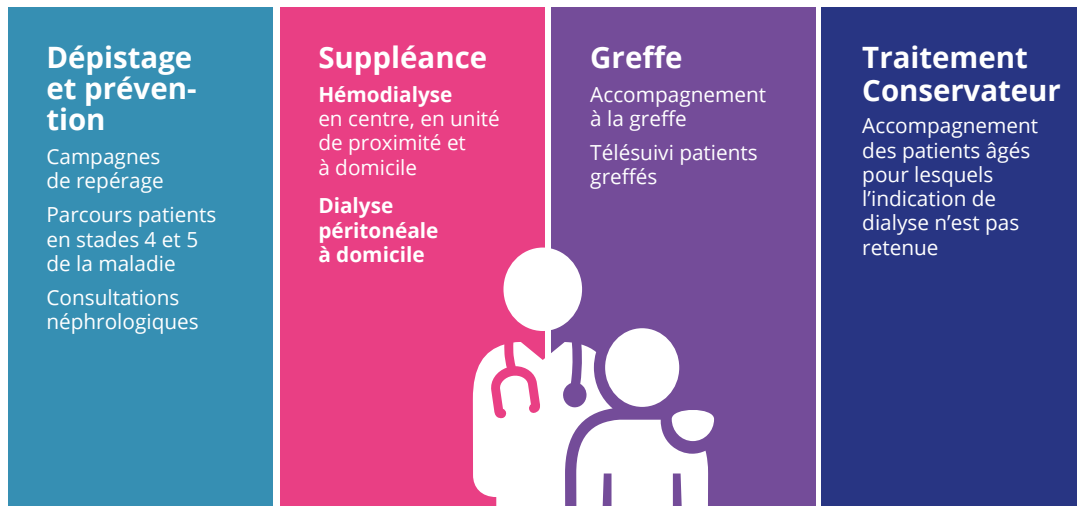 Dépistage
et préven-
tion
Campagnes
de repérage
Parcours patients
en stades 4 et 5
de la maladie
Consultations
néphrologiques
Suppléance
Hémodialyse
en centre, en unité
de proximité et
à domicile
Dialyse
péritonéale
à domicile
Greffe
Accompagnement
à la greffe
Télésuivi patients
greffés
Traitement
Conservateur
Accompagnement
des patients âgés
pour lesquels
l’indication de
dialyse n’est pas
retenue